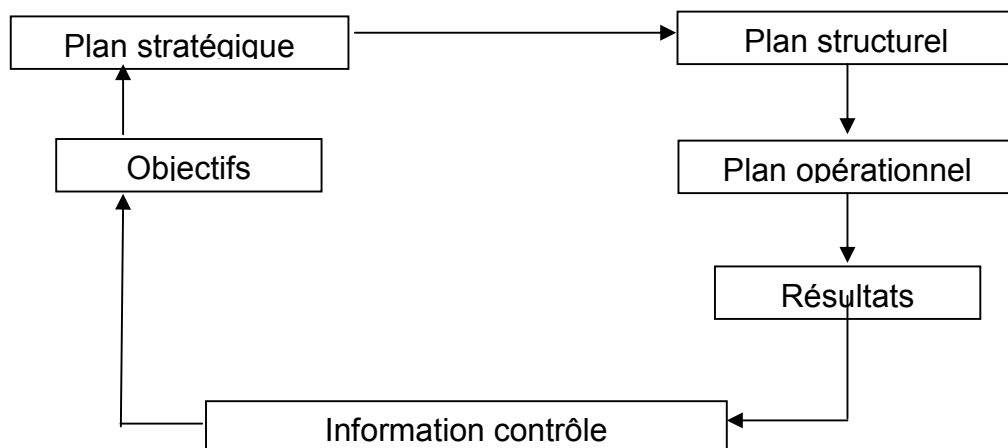 Plan stratégique
Plan structurel
Objectifs
Plan opérationnel
Résultats
Information contrôle